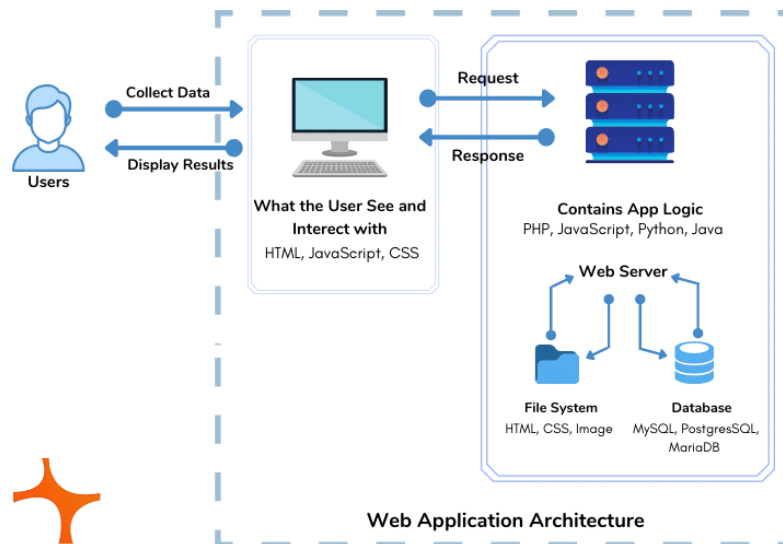 Collect Data
Display Results
Users
What the User See and
Interect with
HTML, JavaScript, CSS
Request
Response
Contains App Logic
PHP, JavaScript, Python, Java
Web Server
File System
HTML, CSS, Image
Database
MySQL, PostgresSQL,
MariaDB
Web Application Architecture